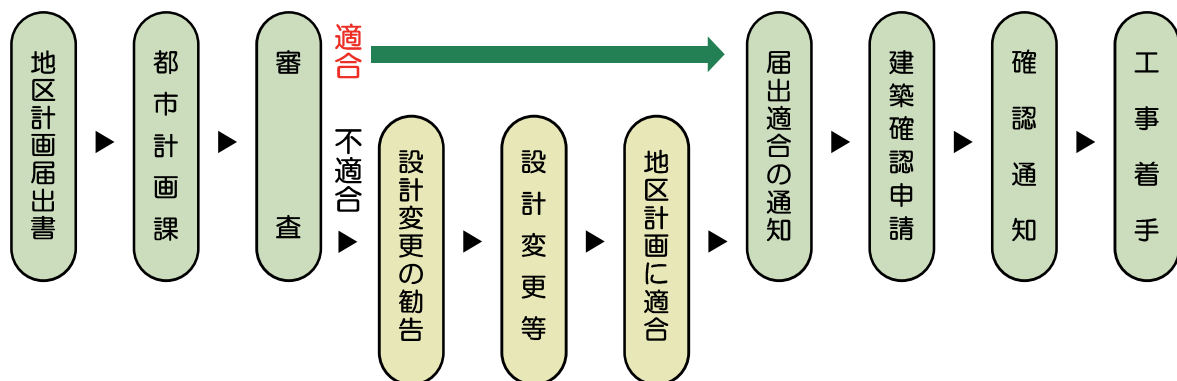 地区計画届出書
都市計画課
審査
適合
不適合
設計変更の勧告
設計変更等
地区計画に適合
届出適合の通知
建築確認申請
確認通知
工事着手